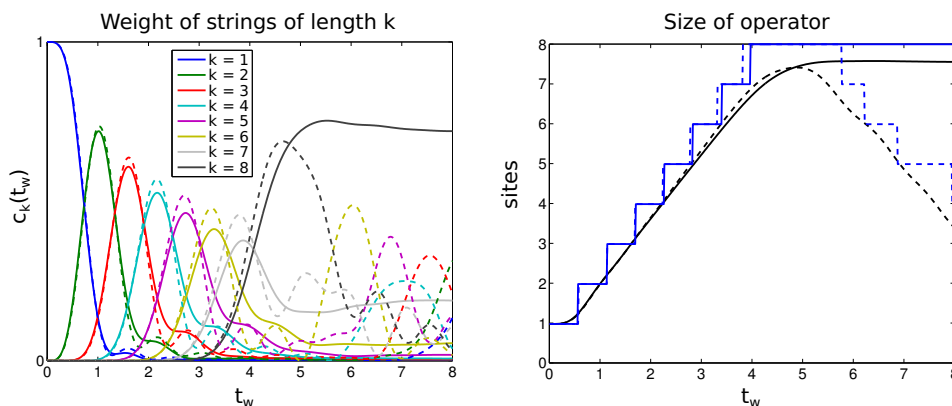 Weight of strings of length k
1
c_k(t_w)
0
k = 1
k = 2
k = 3
k = 4
k = 5
k = 6
k = 7
k = 8
0 1 2 3 4 5 6 7 8
t_w
Size of operator
8
7
6
5
4
3
2
1
0
sites
0 1 2 3 4 5 6 7 8
t_w